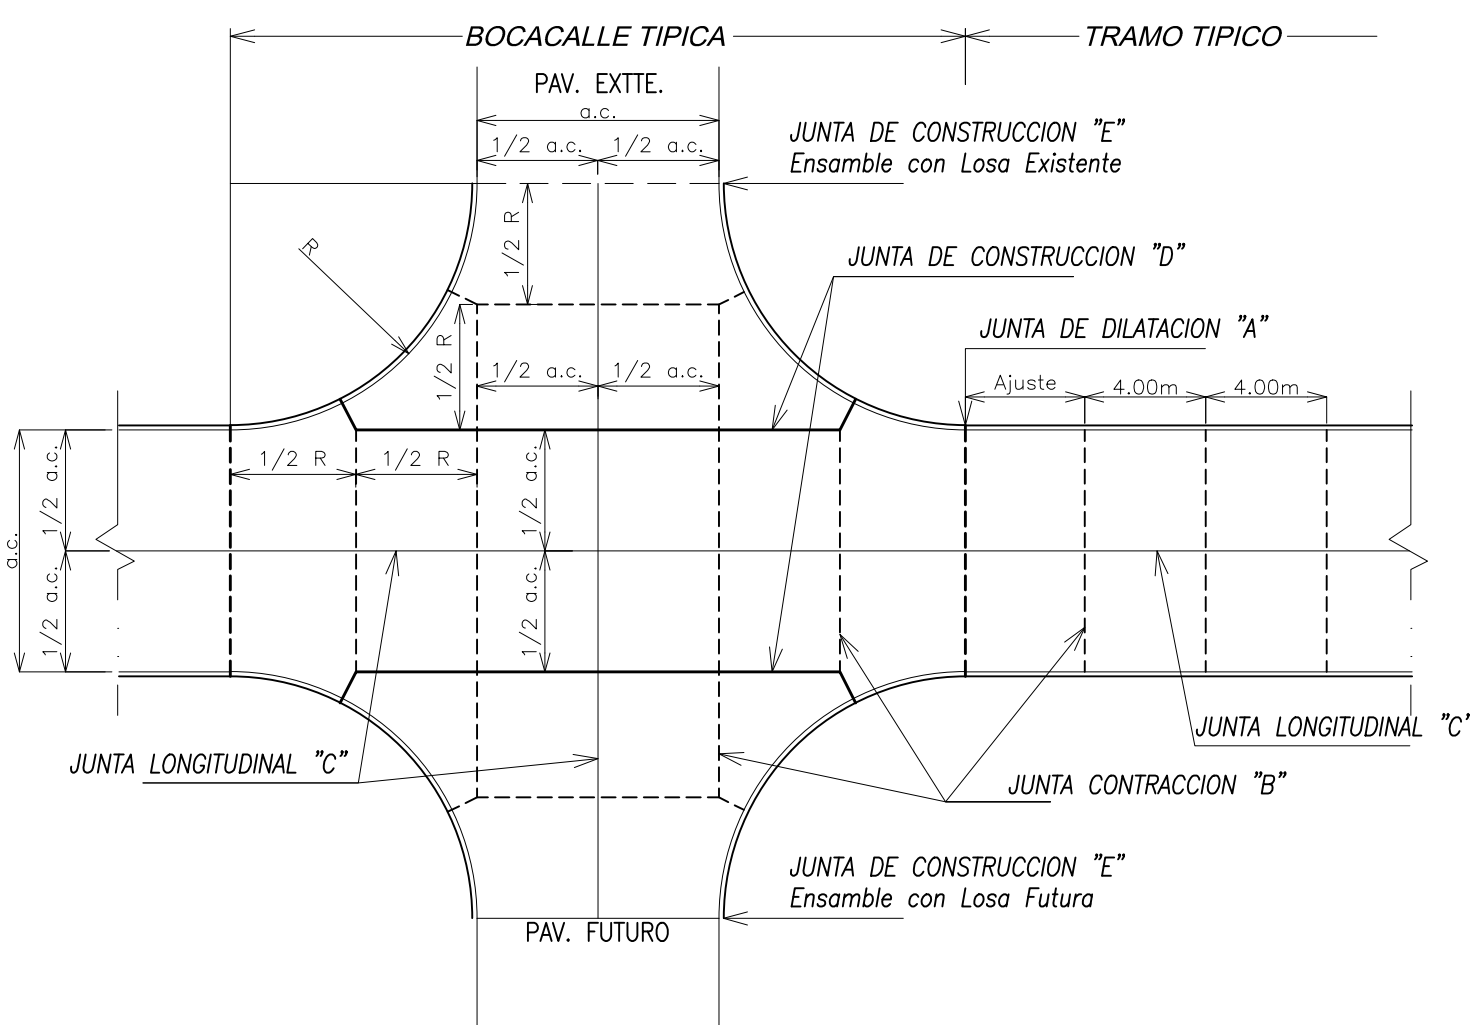 BOCACALLE TIPICA
TRAMO TIPICO
PAV. EXTTE.
a.c.
1/2 a.c.
1/2 a.c.
JUNTA DE CONSTRUCCION "E"
Ensamble con Losa Existente
R
1/2 R
JUNTA DE CONSTRUCCION "D"
JUNTA DE DILATACION "A"
1/2 R
1/2 a.c.
1/2 a.c.
Ajuste
4.00m
4.00m
1/2 R
1/2 R
1/2 a.c.
1/2 a.c.
a.c.
1/2 a.c.
1/2 a.c.
JUNTA LONGITUDINAL "C"
JUNTA LONGITUDINAL "C"
JUNTA CONTRACCION "B"
JUNTA DE CONSTRUCCION "E"
Ensamble con Losa Futura
PAV. FUTURO